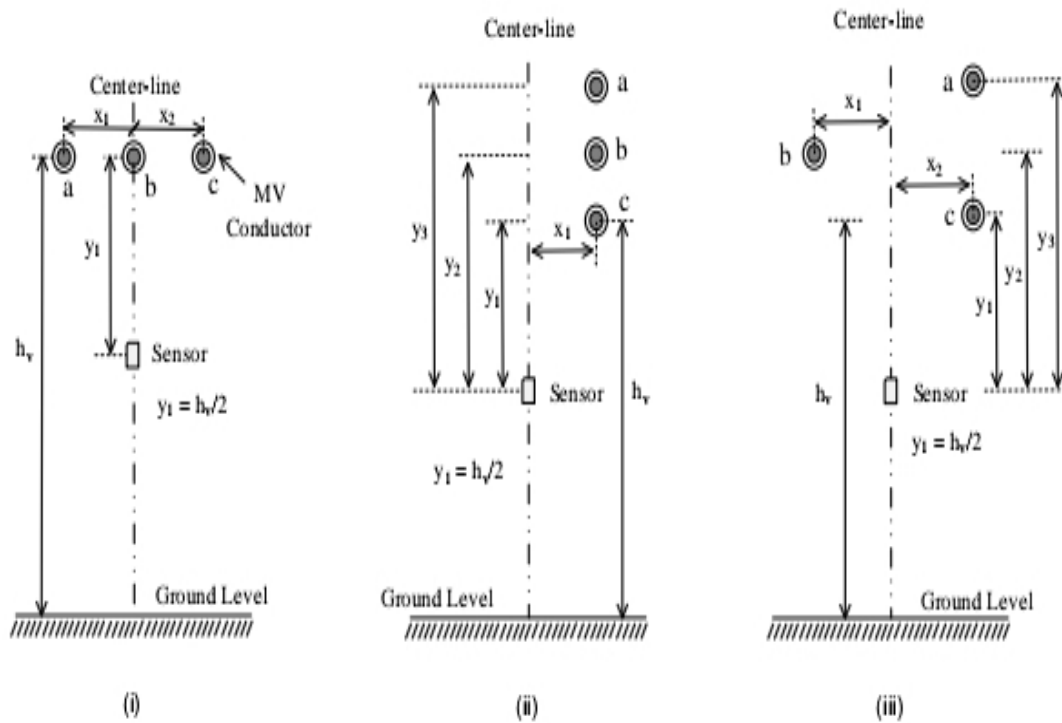 Center-line
x₁ x₂
a b c
MV
Conductor
y₁
hᵥ
Sensor
y₁ = hᵥ/2
Ground Level
(i)
Center-line
a
b
c
x₁
y₃
y₂
y₁
Sensor
hᵥ
y₁ = hᵥ/2
Ground Level
(ii)
Center-line
a
x₁
b
x₂
c
y₃
y₂
y₁
hᵥ
Sensor
y₁ = hᵥ/2
Ground Level
(iii)